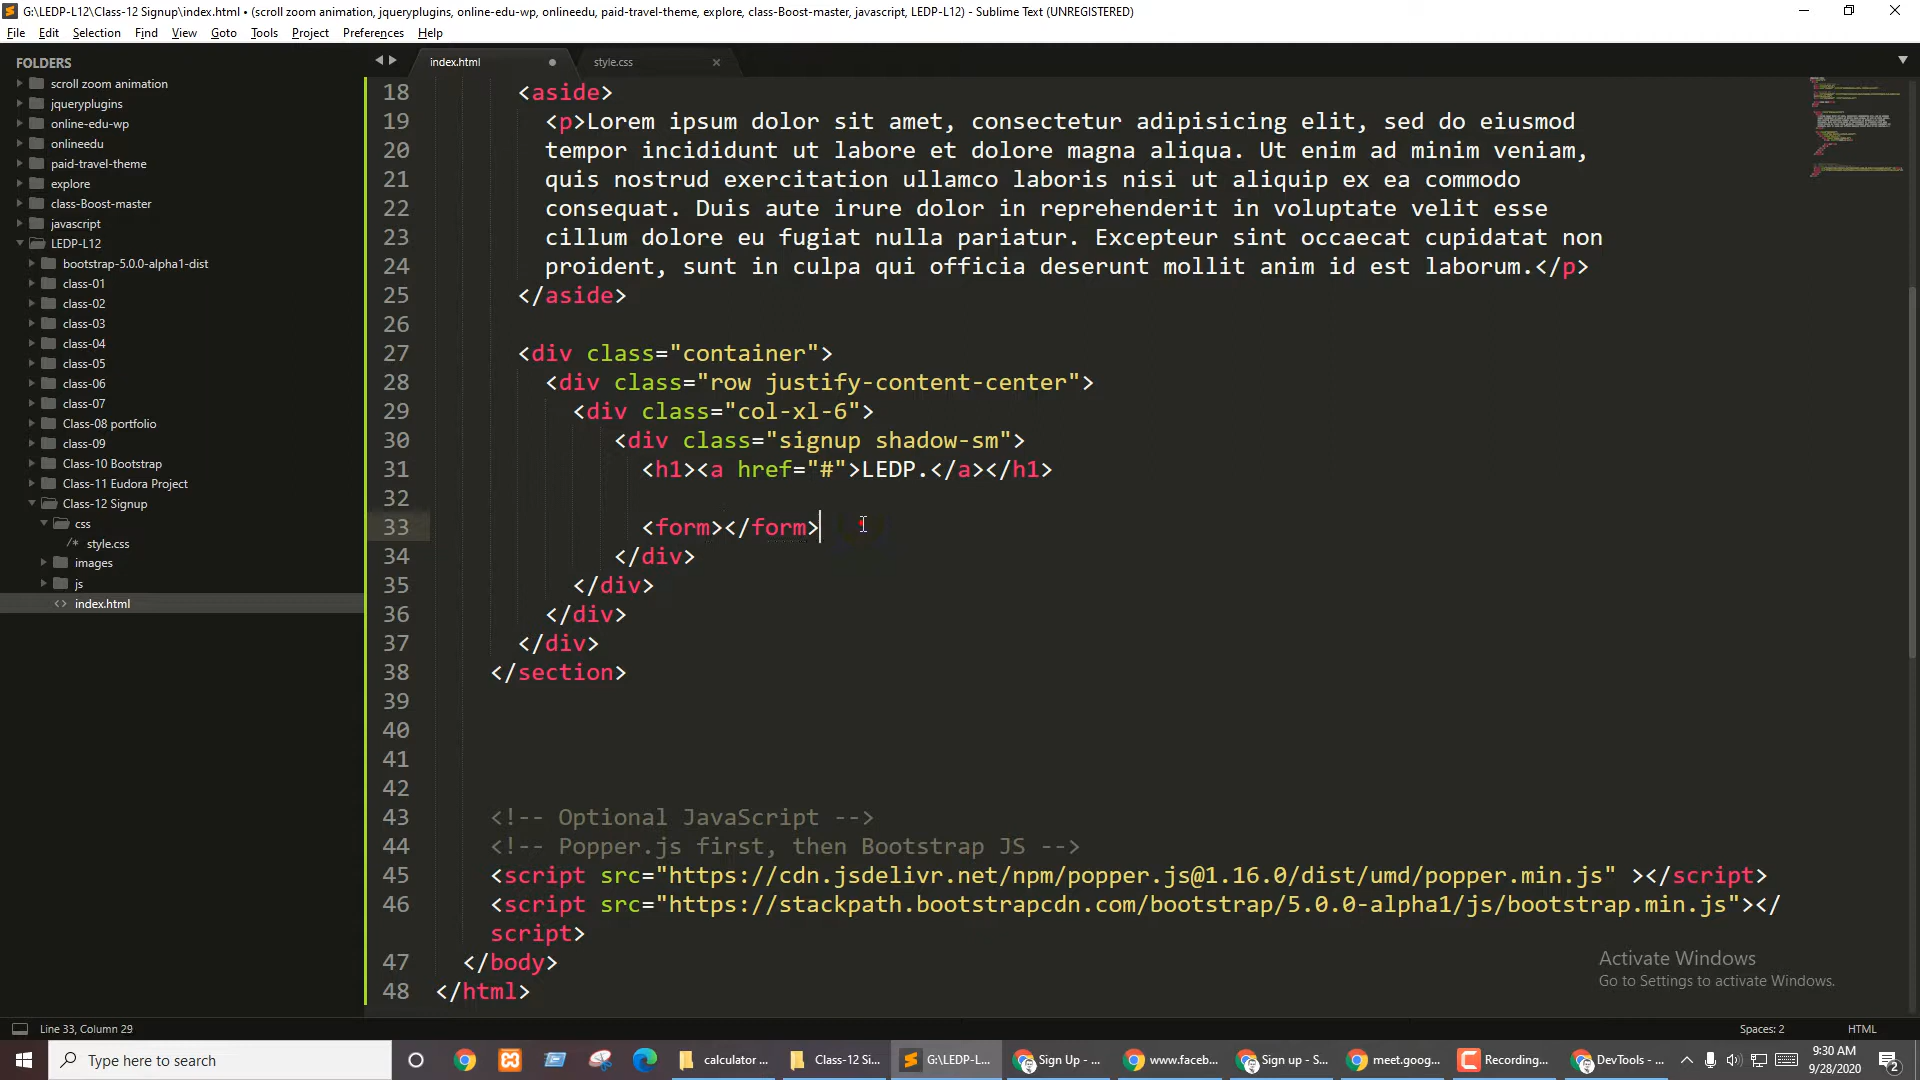 G:\LEDP-L12\Class-12 Signup\index.html • (scroll zoom animation, jqueryplugins, online-edu-wp, onlineedu, paid-travel-theme, explore, class-Boost-master, javascript, LEDP-L12) - Sublime Text (UNREGISTERED)
File Edit Selection Find View Goto Tools Project Preferences Help
FOLDERS
scroll zoom animation
jqueryplugins
online-edu-wp
onlineedu
paid-travel-theme
explore
class-Boost-master
javascript
LEDP-L12
bootstrap-5.0.0-alpha1-dist
class-01
class-02
class-03
class-04
class-05
class-06
class-07
Class-08 portfolio
class-09
Class-10 Bootstrap
Class-11 Eudora Project
Class-12 Signup
css
/* style.css
images
js
<> index.html
index.html style.css
18 <aside>
19 <p>Lorem ipsum dolor sit amet, consectetur adipisicing elit, sed do eiusmod
20 tempor incididunt ut labore et dolore magna aliqua. Ut enim ad minim veniam,
21 quis nostrud exercitation ullamco laboris nisi ut aliquip ex ea commodo
22 consequat. Duis aute irure dolor in reprehenderit in voluptate velit esse
23 cillum dolore eu fugiat nulla pariatur. Excepteur sint occaecat cupidatat non
24 proident, sunt in culpa qui officia deserunt mollit anim id est laborum.</p>
25 </aside>
26
27 <div class="container">
28 <div class="row justify-content-center">
29 <div class="col-xl-6">
30 <div class="signup shadow-sm">
31 <h1><a href="#">LEDP.</a></h1>
32
33 <form></form>
34 </div>
35 </div>
36 </div>
37 </div>
38 </section>
39
40
41
42
43 <!-- Optional JavaScript -->
44 <!-- Popper.js first, then Bootstrap JS -->
45 <script src="https://cdn.jsdelivr.net/npm/popper.js@1.16.0/dist/umd/popper.min.js" ></script>
46 <script src="https://stackpath.bootstrapcdn.com/bootstrap/5.0.0-alpha1/js/bootstrap.min.js"></
script>
47 </body>
48 </html>
Activate Windows
Go to Settings to activate Windows.
Line 33, Column 29 Spaces: 2 HTML
Type here to search
calculator ...
Class-12 Si...
G:\LEDP-L...
Sign Up - ...
www.faceb...
Sign up - S...
meet.goog...
Recording...
DevTools - ...
9:30 AM
9/28/2020
2